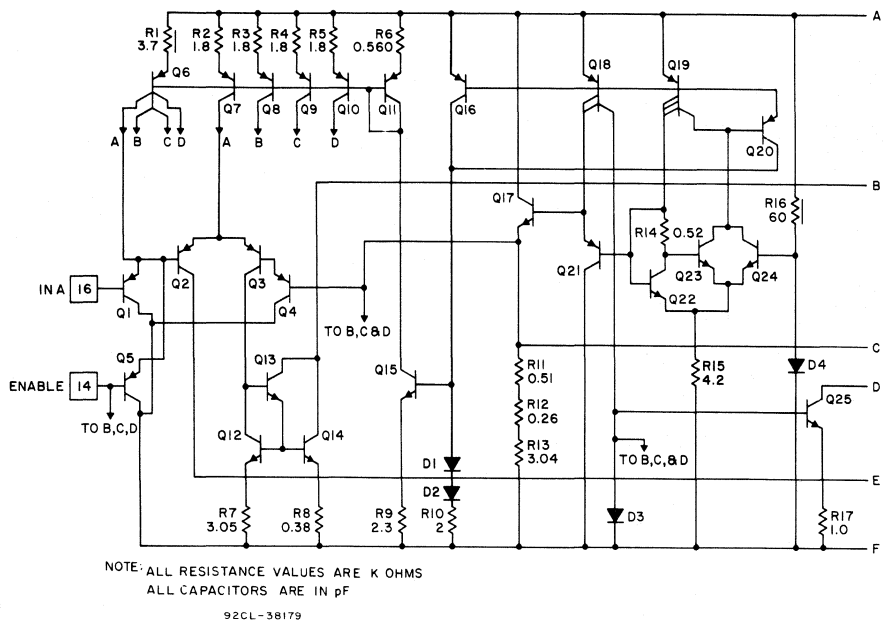 A
R1
3.7
R2
1.8
R3
1.8
R4
1.8
R5
1.8
R6
0.560
Q6
Q7
Q8
Q9
Q10
Q11
Q16
Q18
Q19
Q20
A
B
C
D
A
B
C
D
B
Q17
R14
0.52
R16
60
Q2
Q3
Q4
Q21
Q22
Q23
Q24
IN A
16
Q1
TO B,C&D
C
Q5
Q13
Q15
R11
0.51
R15
4.2
D4
ENABLE
14
D
Q25
TO B,C,D
R12
0.26
Q12
Q14
R13
3.04
D1
TO B,C,&D
E
D2
R7
3.05
R8
0.38
R9
2.3
R10
2
D3
R17
1.0
F
NOTE: ALL RESISTANCE VALUES ARE K OHMS
ALL CAPACITORS ARE IN pF
92CL-38179